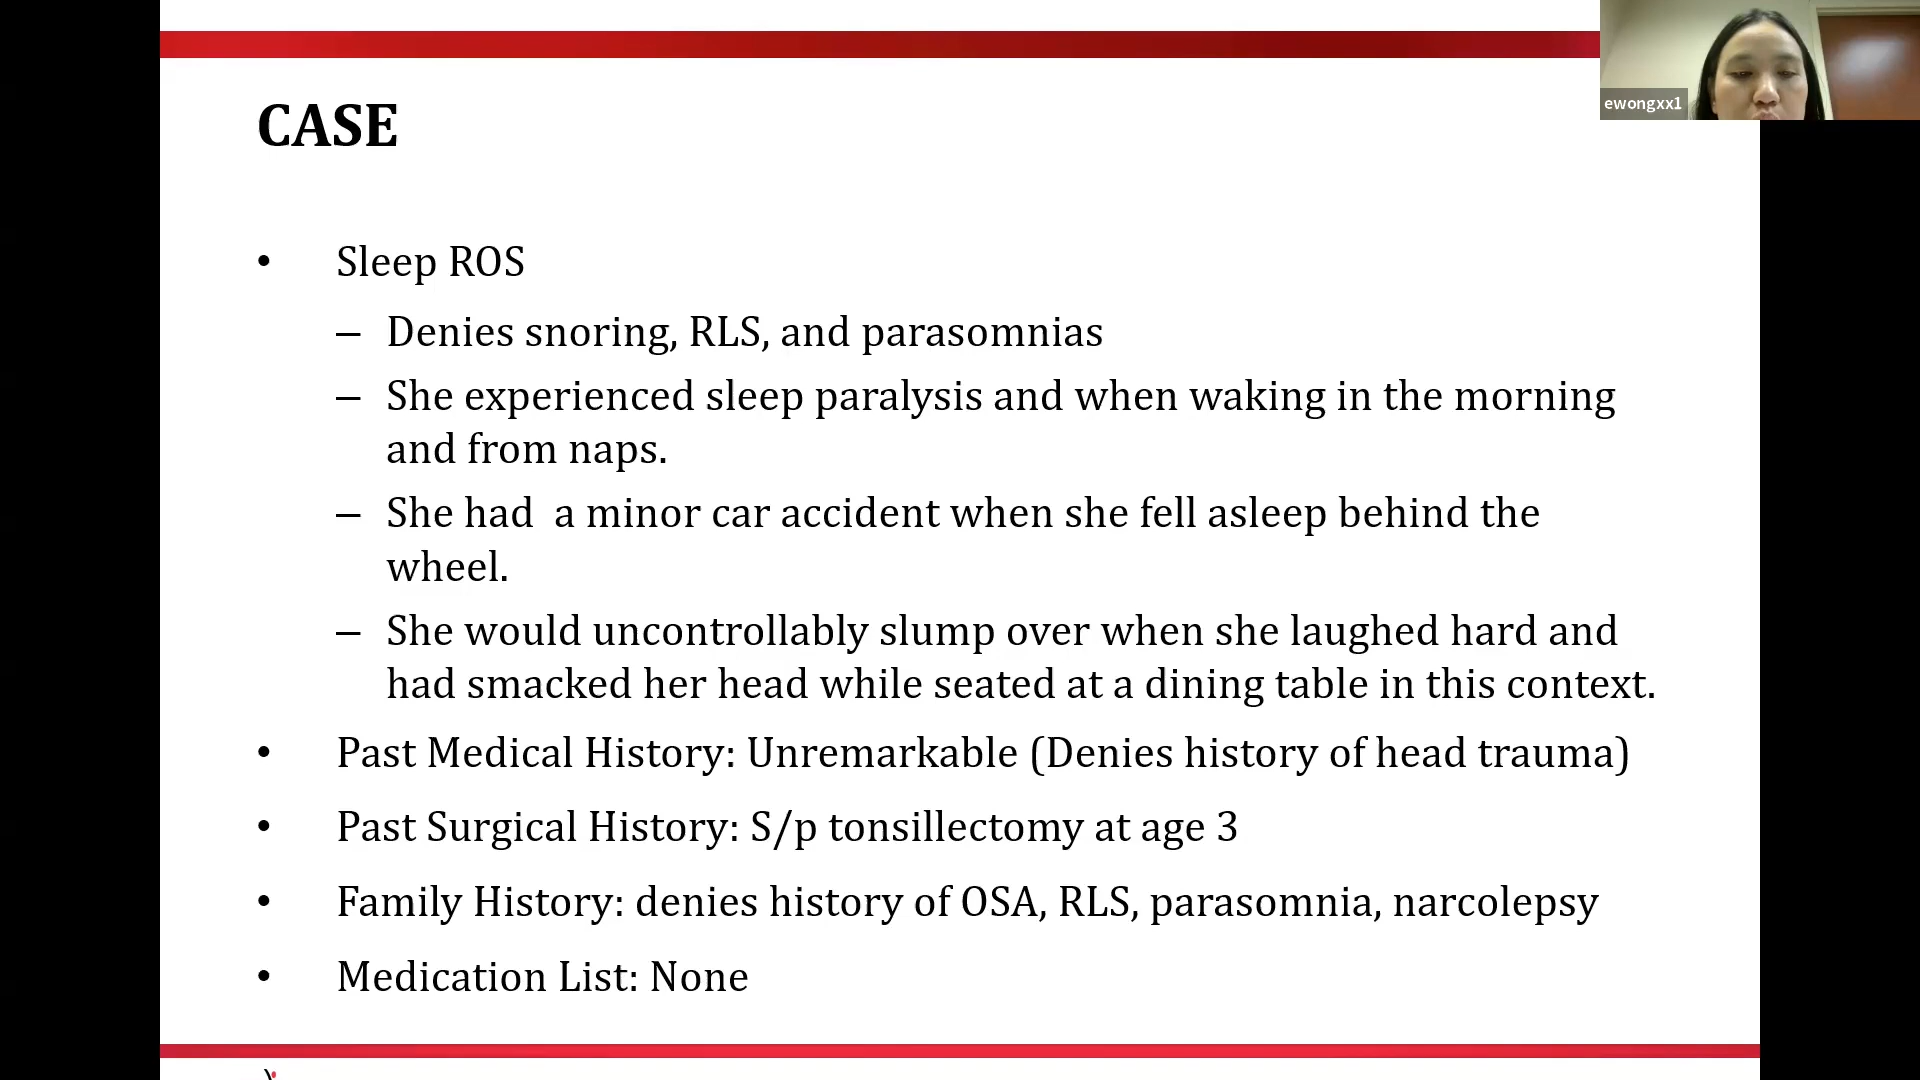 ewongxx1
CASE
• Sleep ROS
– Denies snoring, RLS, and parasomnias
– She experienced sleep paralysis and when waking in the morning
and from naps.
– She had  a minor car accident when she fell asleep behind the
wheel.
– She would uncontrollably slump over when she laughed hard and
had smacked her head while seated at a dining table in this context.
• Past Medical History: Unremarkable (Denies history of head trauma)
• Past Surgical History: S/p tonsillectomy at age 3
• Family History: denies history of OSA, RLS, parasomnia, narcolepsy
• Medication List: None